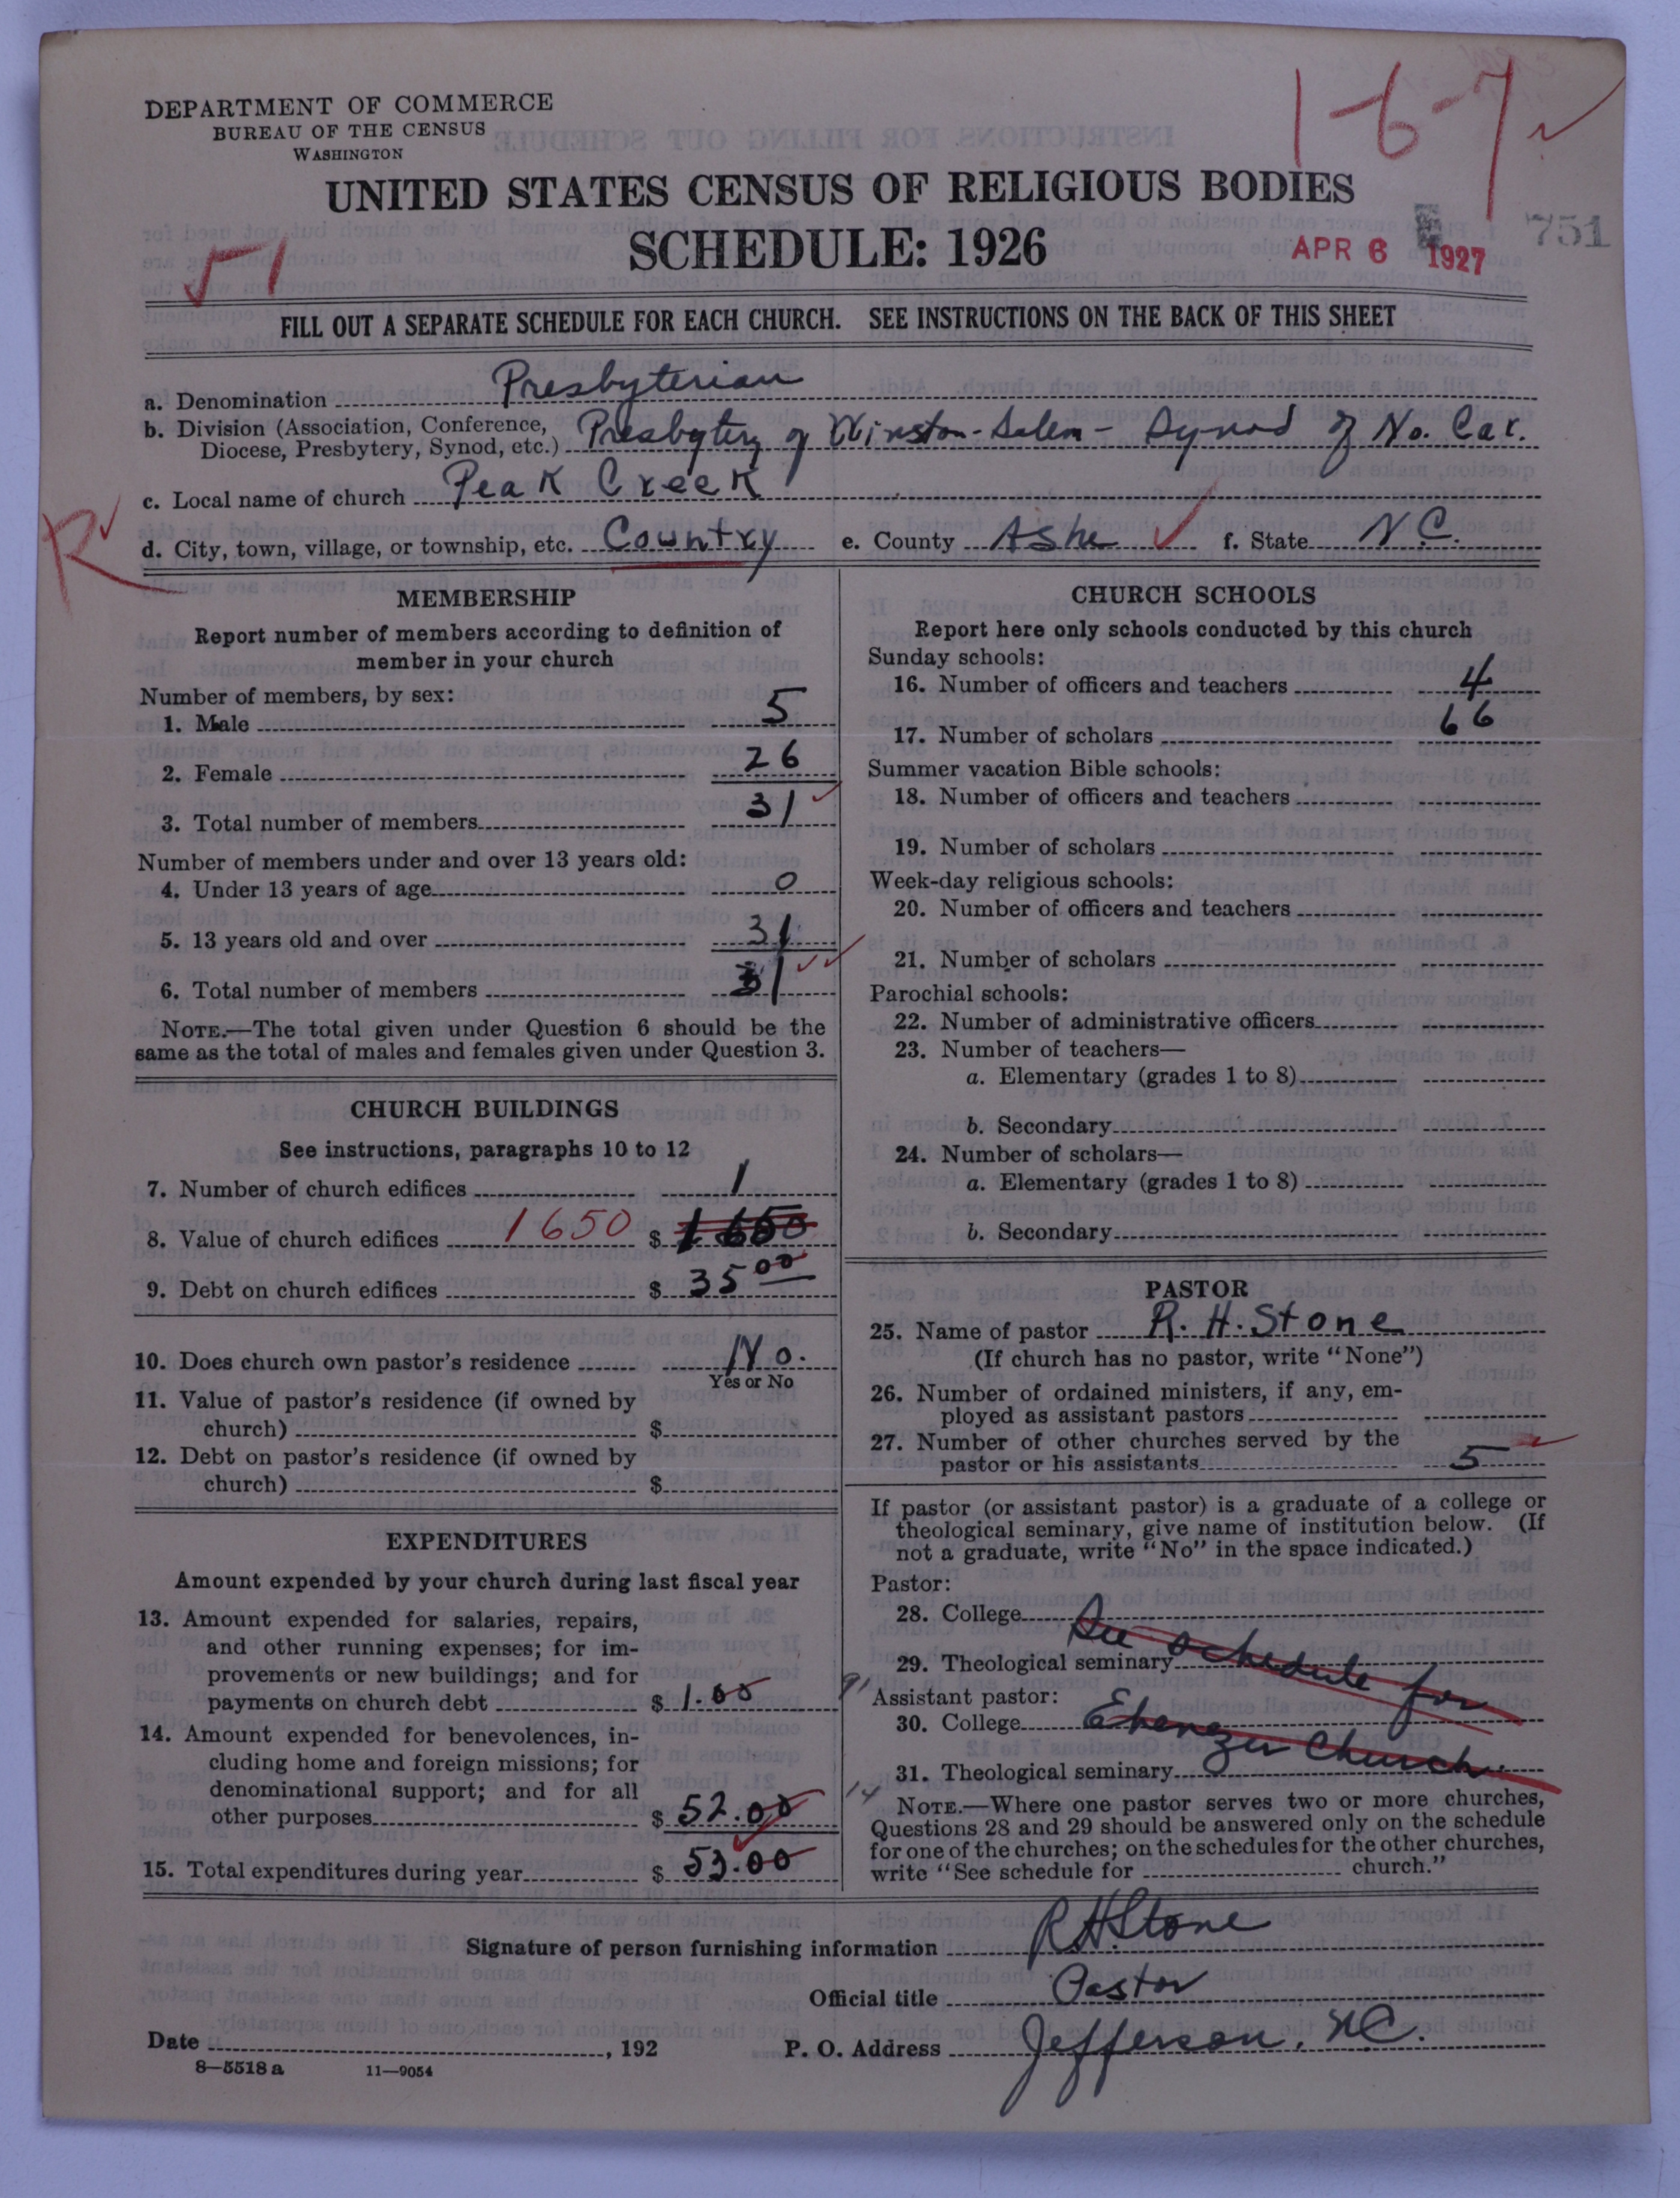 DEPARTMENT OF COMMERCE
BUREAU OF THE CENSUS
WASHINGTON
1-6-7
UNITED STATES CENSUS OF RELIGIOUS BODIES
SCHEDULE: 1926
51
APR 6 1927
751
FILL OUT A SEPARATE SCHEDULE FOR EACH CHURCH. SEE INSTRUCTIONS ON THE BACK OF THIS SHEET
a. Denomination Presbyterian
b. Division (Association, Conference, Diocese, Presbytery, Synod, etc.) Presbytery of Winston-Salem - Synod of No. Car.
c. Local name of church Peak Creek
R
d. City, town, village, or township, etc. Country e. County Ashe f. State N.C.
MEMBERSHIP
Report number of members according to definition of
member in your church
Number of members, by sex:
1. Male 5
2. Female 26
3. Total number of members 31
Number of members under and over 13 years old:
4. Under 13 years of age 0
5. 13 years old and over 31
6. Total number of members 31
NOTE.—The total given under Question 6 should be the
same as the total of males and females given under Question 3.
CHURCH BUILDINGS
See instructions, paragraphs 10 to 12
7. Number of church edifices 1
8. Value of church edifices 1650 $ 1650
9. Debt on church edifices $ 35 00
10. Does church own pastor's residence No.
Yes or No
11. Value of pastor's residence (if owned by
church) $
12. Debt on pastor's residence (if owned by
church) $
EXPENDITURES
Amount expended by your church during last fiscal year
13. Amount expended for salaries, repairs,
and other running expenses; for im-
provements or new buildings; and for
payments on church debt $ 1.00
14. Amount expended for benevolences, in-
cluding home and foreign missions; for
denominational support; and for all
other purposes $ 52.00
15. Total expenditures during year $ 53.00
CHURCH SCHOOLS
Report here only schools conducted by this church
Sunday schools:
16. Number of officers and teachers 4
17. Number of scholars 66
Summer vacation Bible schools:
18. Number of officers and teachers
19. Number of scholars
Week-day religious schools:
20. Number of officers and teachers
21. Number of scholars
Parochial schools:
22. Number of administrative officers
23. Number of teachers—
a. Elementary (grades 1 to 8)
b. Secondary
24. Number of scholars—
a. Elementary (grades 1 to 8)
b. Secondary
PASTOR
25. Name of pastor R. H. Stone
(If church has no pastor, write "None")
26. Number of ordained ministers, if any, em-
ployed as assistant pastors
27. Number of other churches served by the
pastor or his assistants 5
If pastor (or assistant pastor) is a graduate of a college or
theological seminary, give name of institution below. (If
not a graduate, write "No" in the space indicated.)
Pastor:
28. College See
29. Theological seminary schedule for
91
Assistant pastor:
30. College Ebenezer
31. Theological seminary Church.
14
NOTE.—Where one pastor serves two or more churches,
Questions 28 and 29 should be answered only on the schedule
for one of the churches; on the schedules for the other churches,
write "See schedule for church."
Signature of person furnishing information R H Stone
Official title Pastor
Date , 192 P. O. Address Jefferson, N.C.
8—5518 a 11—9054